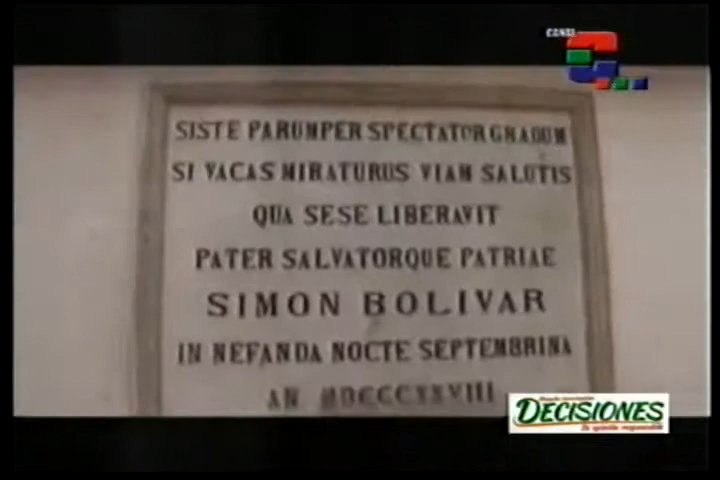 CANAL
SISTE PARUMPER SPECTATOR GRADUM
SI VACAS MIRATURUS VIAM SALUTIS
QUA SESE LIBERAVIT
PATER SALVATORQUE PATRIAE
SIMON BOLIVAR
IN NEFANDA NOCTE SEPTEMBRINA
AN MDCCCXXVIII
DECISIONES